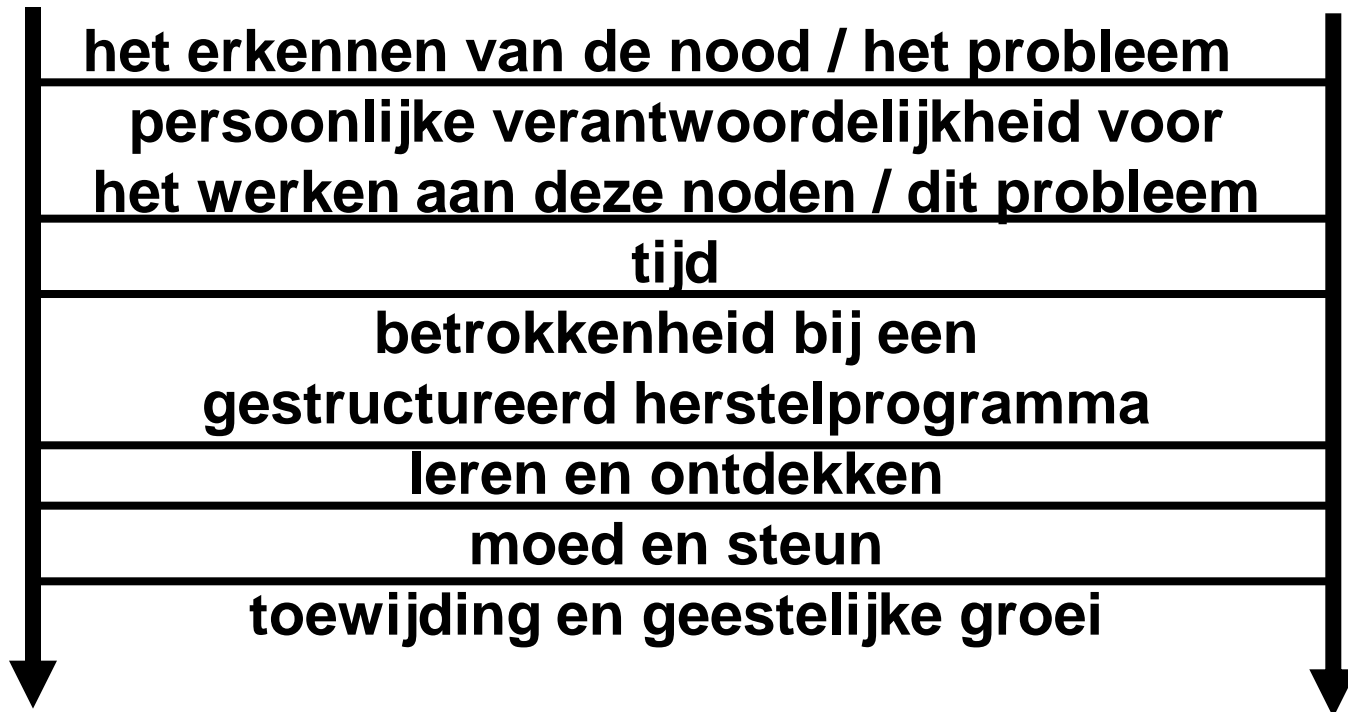 het erkennen van de nood / het probleem
persoonlijke verantwoordelijkheid voor
het werken aan deze noden / dit probleem
tijd
betrokkenheid bij een
gestructureerd herstelprogramma
leren en ontdekken
moed en steun
toewijding en geestelijke groei